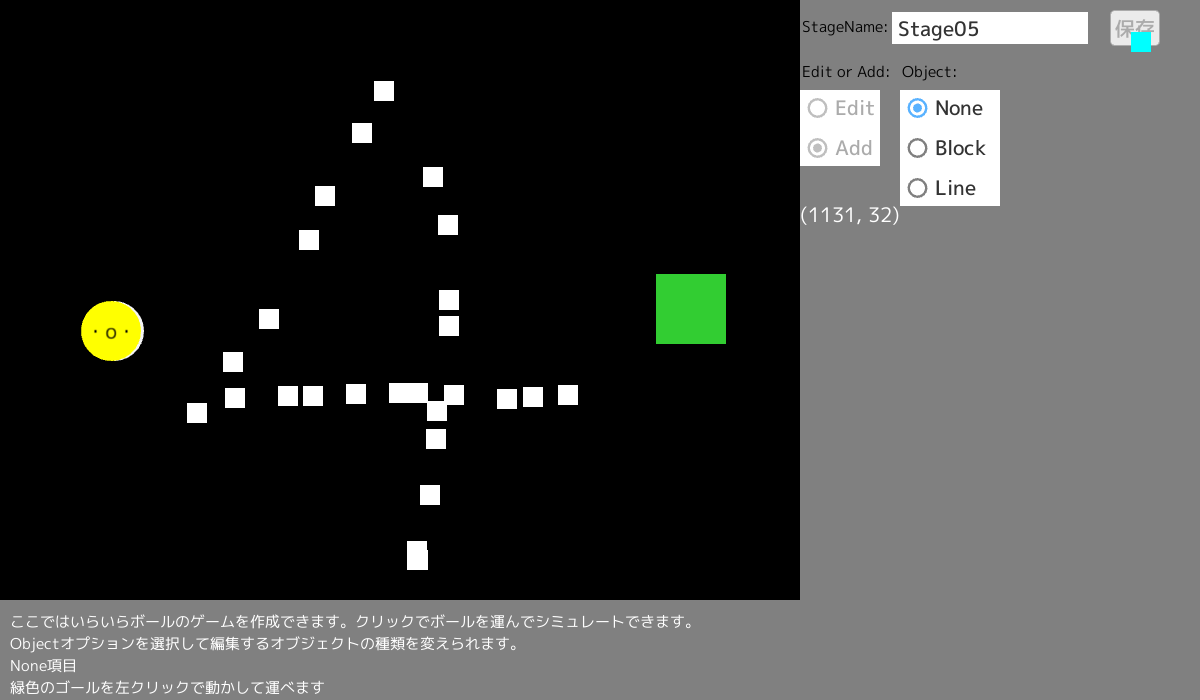 StageName: Stage05 保存
Edit or Add: Object:
Edit None
Add Block
Line
(1131, 32)
・o・
ここではいらいらボールのゲームを作成できます。クリックでボールを運んでシミュレートできます。
Objectオプションを選択して編集するオブジェクトの種類を変えられます。
None項目
緑色のゴールを左クリックで動かして運べます